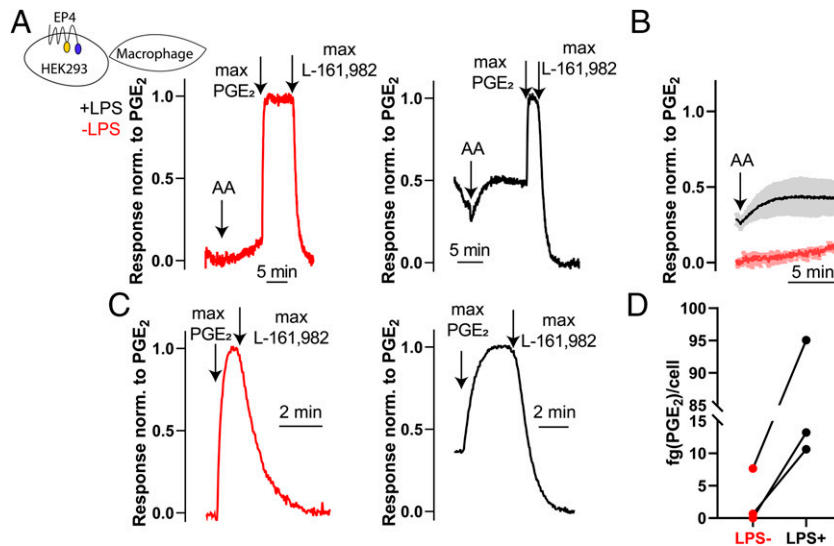 A
EP4
HEK293
Macrophage
+LPS
-LPS
Response norm. to PGE₂
1.0
0.5
0.0
AA
max
PGE₂
max
L-161,982
5 min
Response norm. to PGE₂
1.0
0.5
0.0
AA
max
PGE₂
max
L-161,982
5 min
B
Response norm. to PGE₂
1.0
0.5
0.0
AA
5 min
C
Response norm. to PGE₂
1.0
0.5
0.0
max
PGE₂
max
L-161,982
2 min
Response norm. to PGE₂
1.0
0.5
0.0
max
PGE₂
max
L-161,982
2 min
D
fg(PGE₂)/cell
100
95
90
85
15
10
5
0
LPS-
LPS+